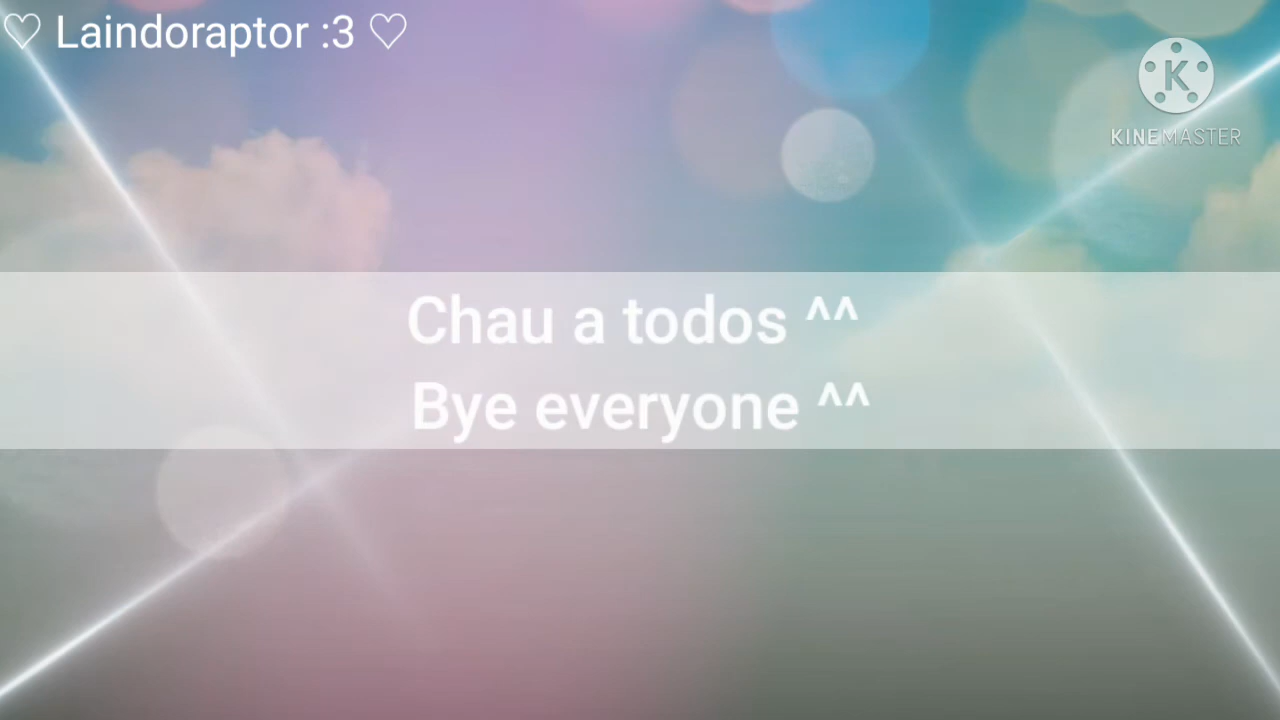 ♡ Laindoraptor :3 ♡
K
KINEMASTER
Chau a todos ^^
Bye everyone ^^